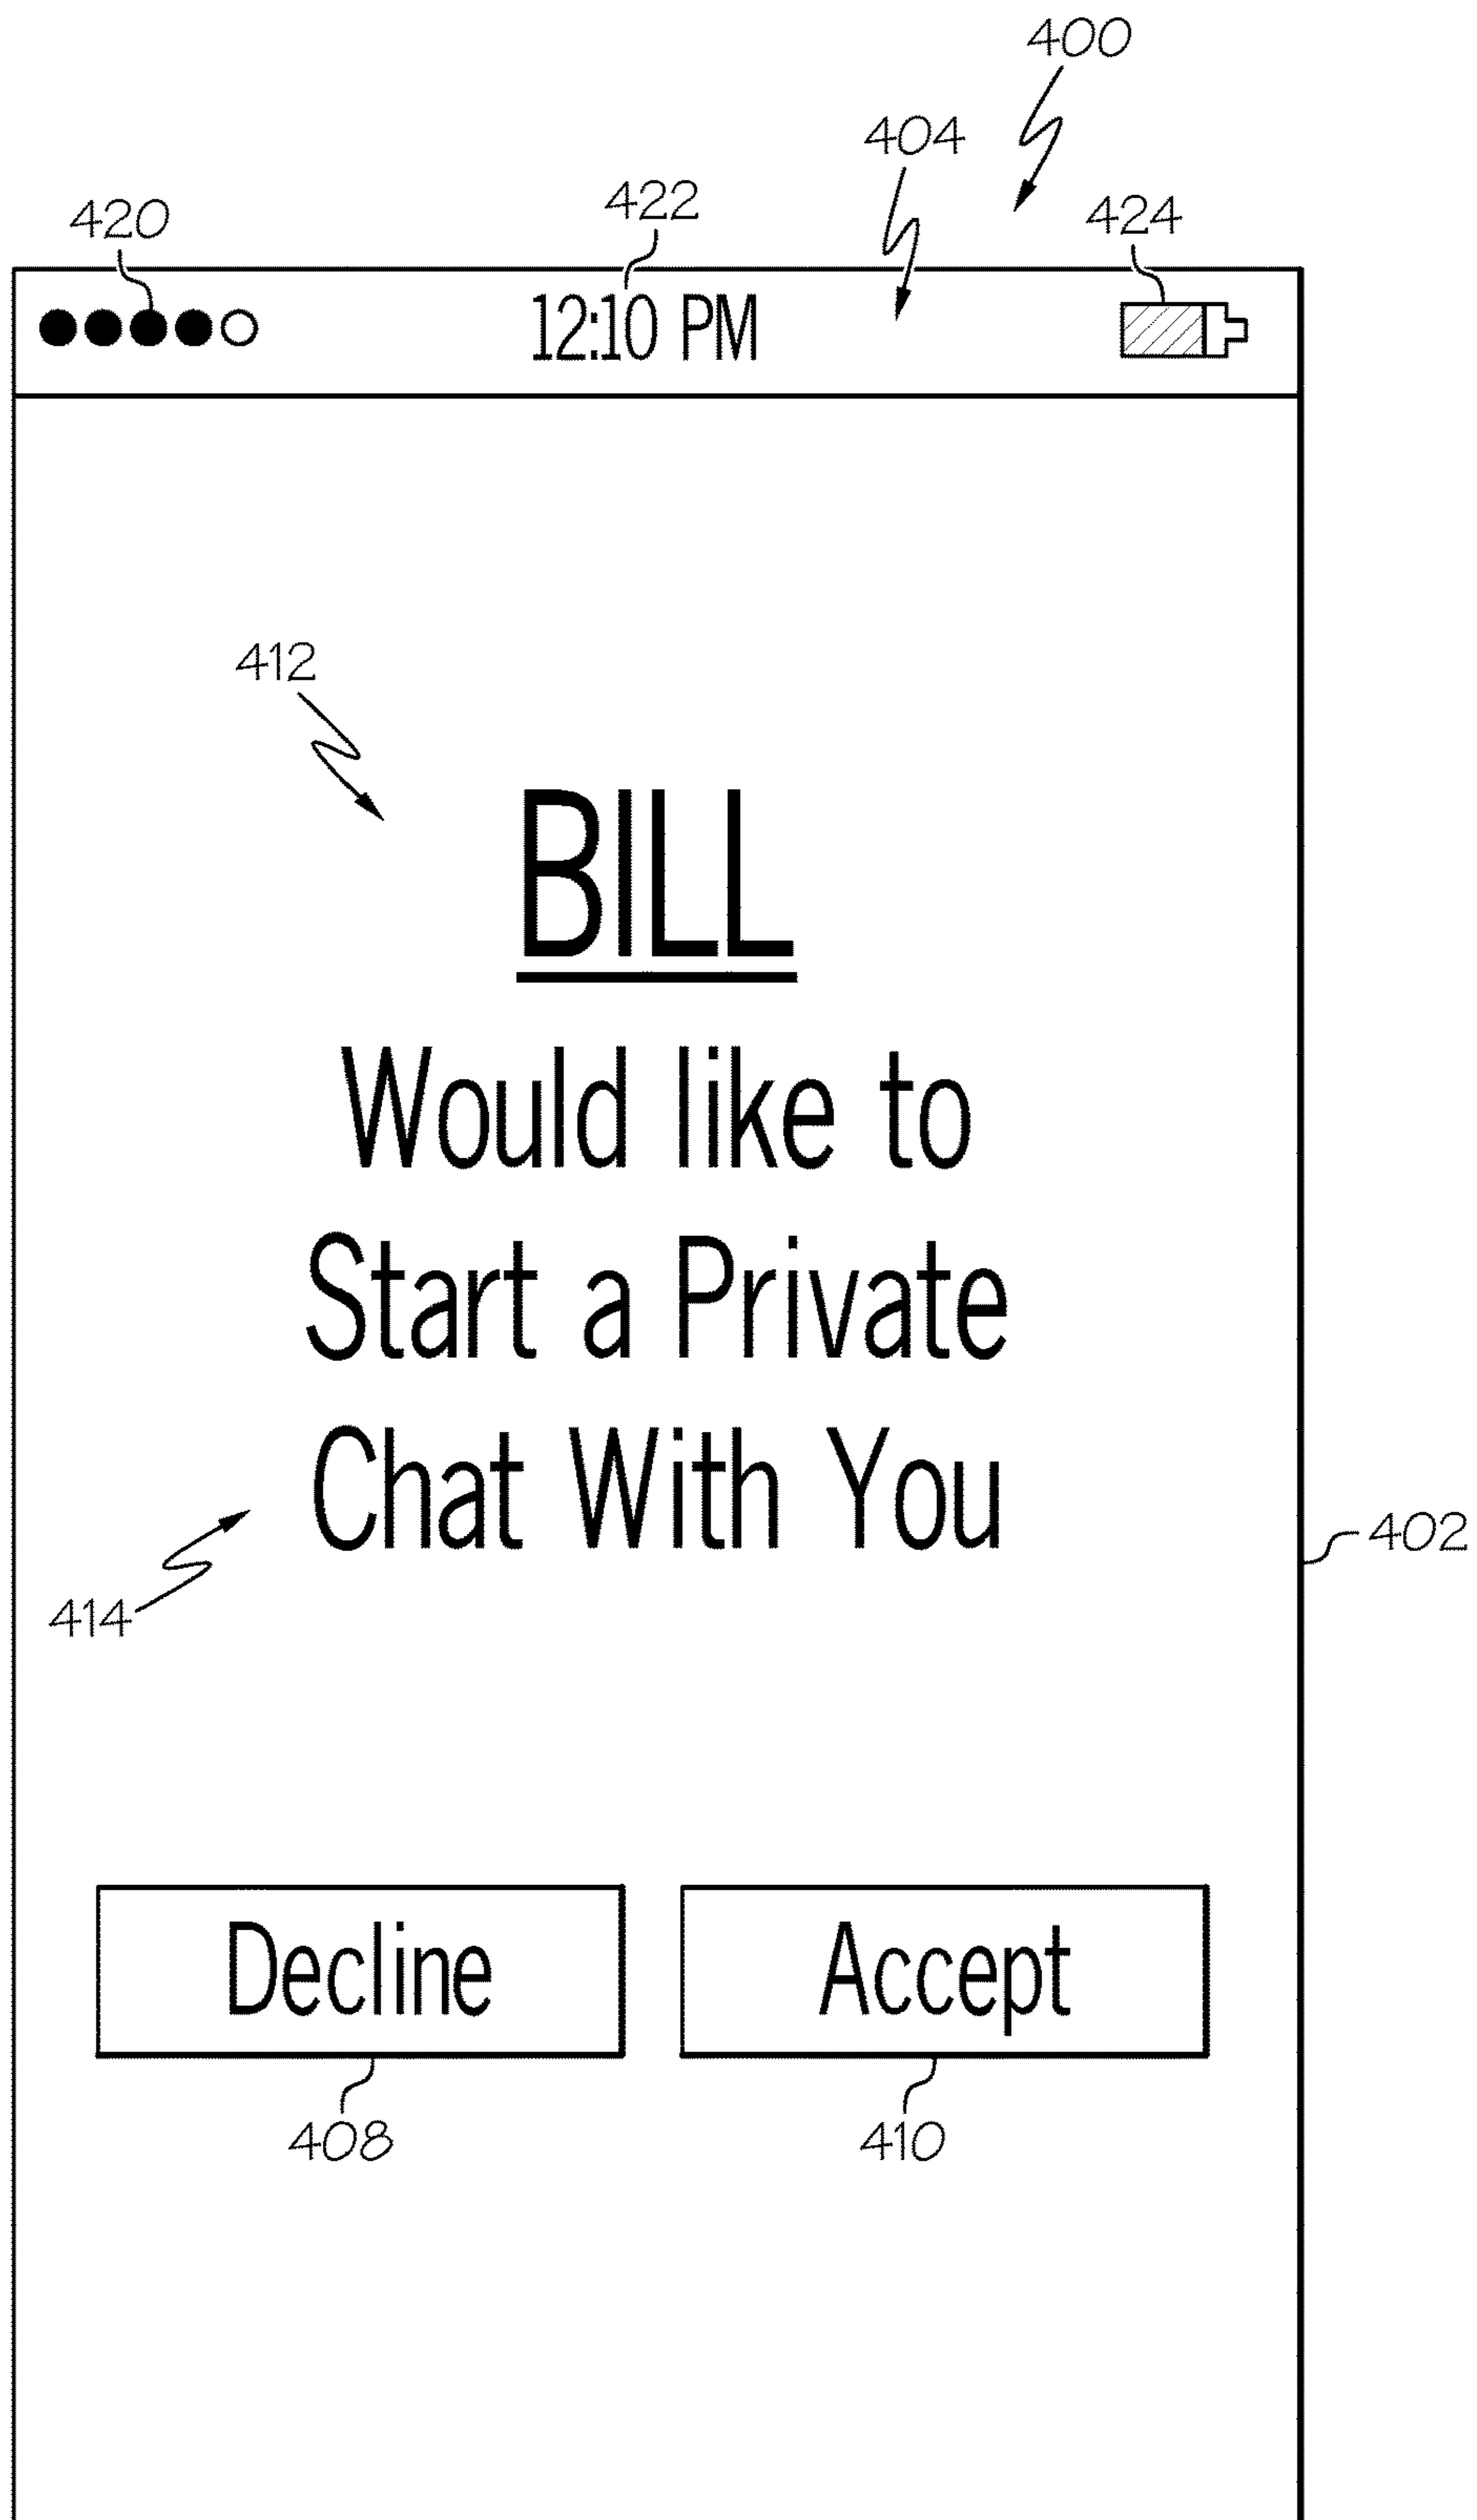 400
404
422
420
424
12:10 PM
412
BILL
Would like to
Start a Private
Chat With You
402
414
Decline
Accept
408
410